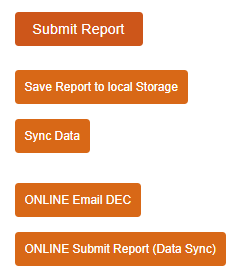 Submit Report
Save Report to local Storage
Sync Data
ONLINE Email DEC
ONLINE Submit Report (Data Sync)